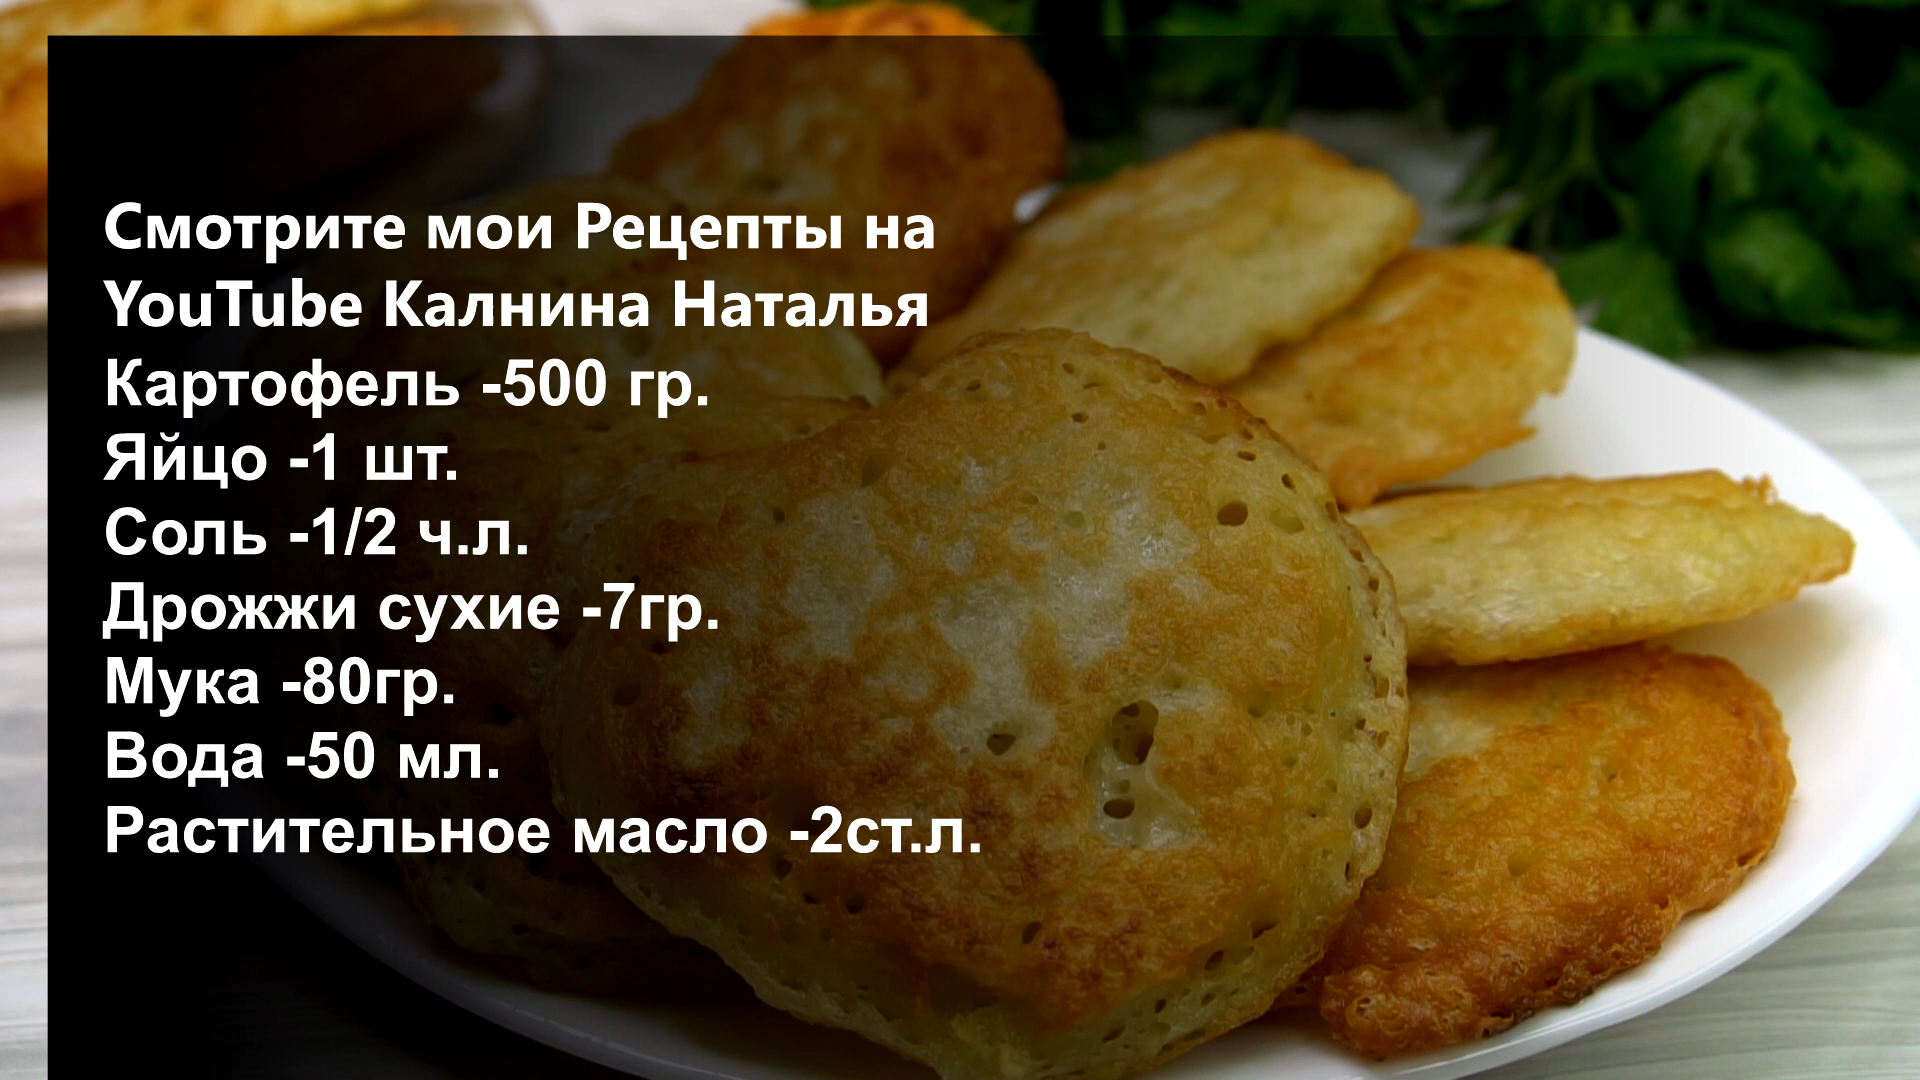 Смотрите мои Рецепты на
YouTube Калнина Наталья
Картофель -500 гр.
Яйцо -1 шт.
Соль -1/2 ч.л.
Дрожжи сухие -7гр.
Мука -80гр.
Вода -50 мл.
Растительное масло -2ст.л.